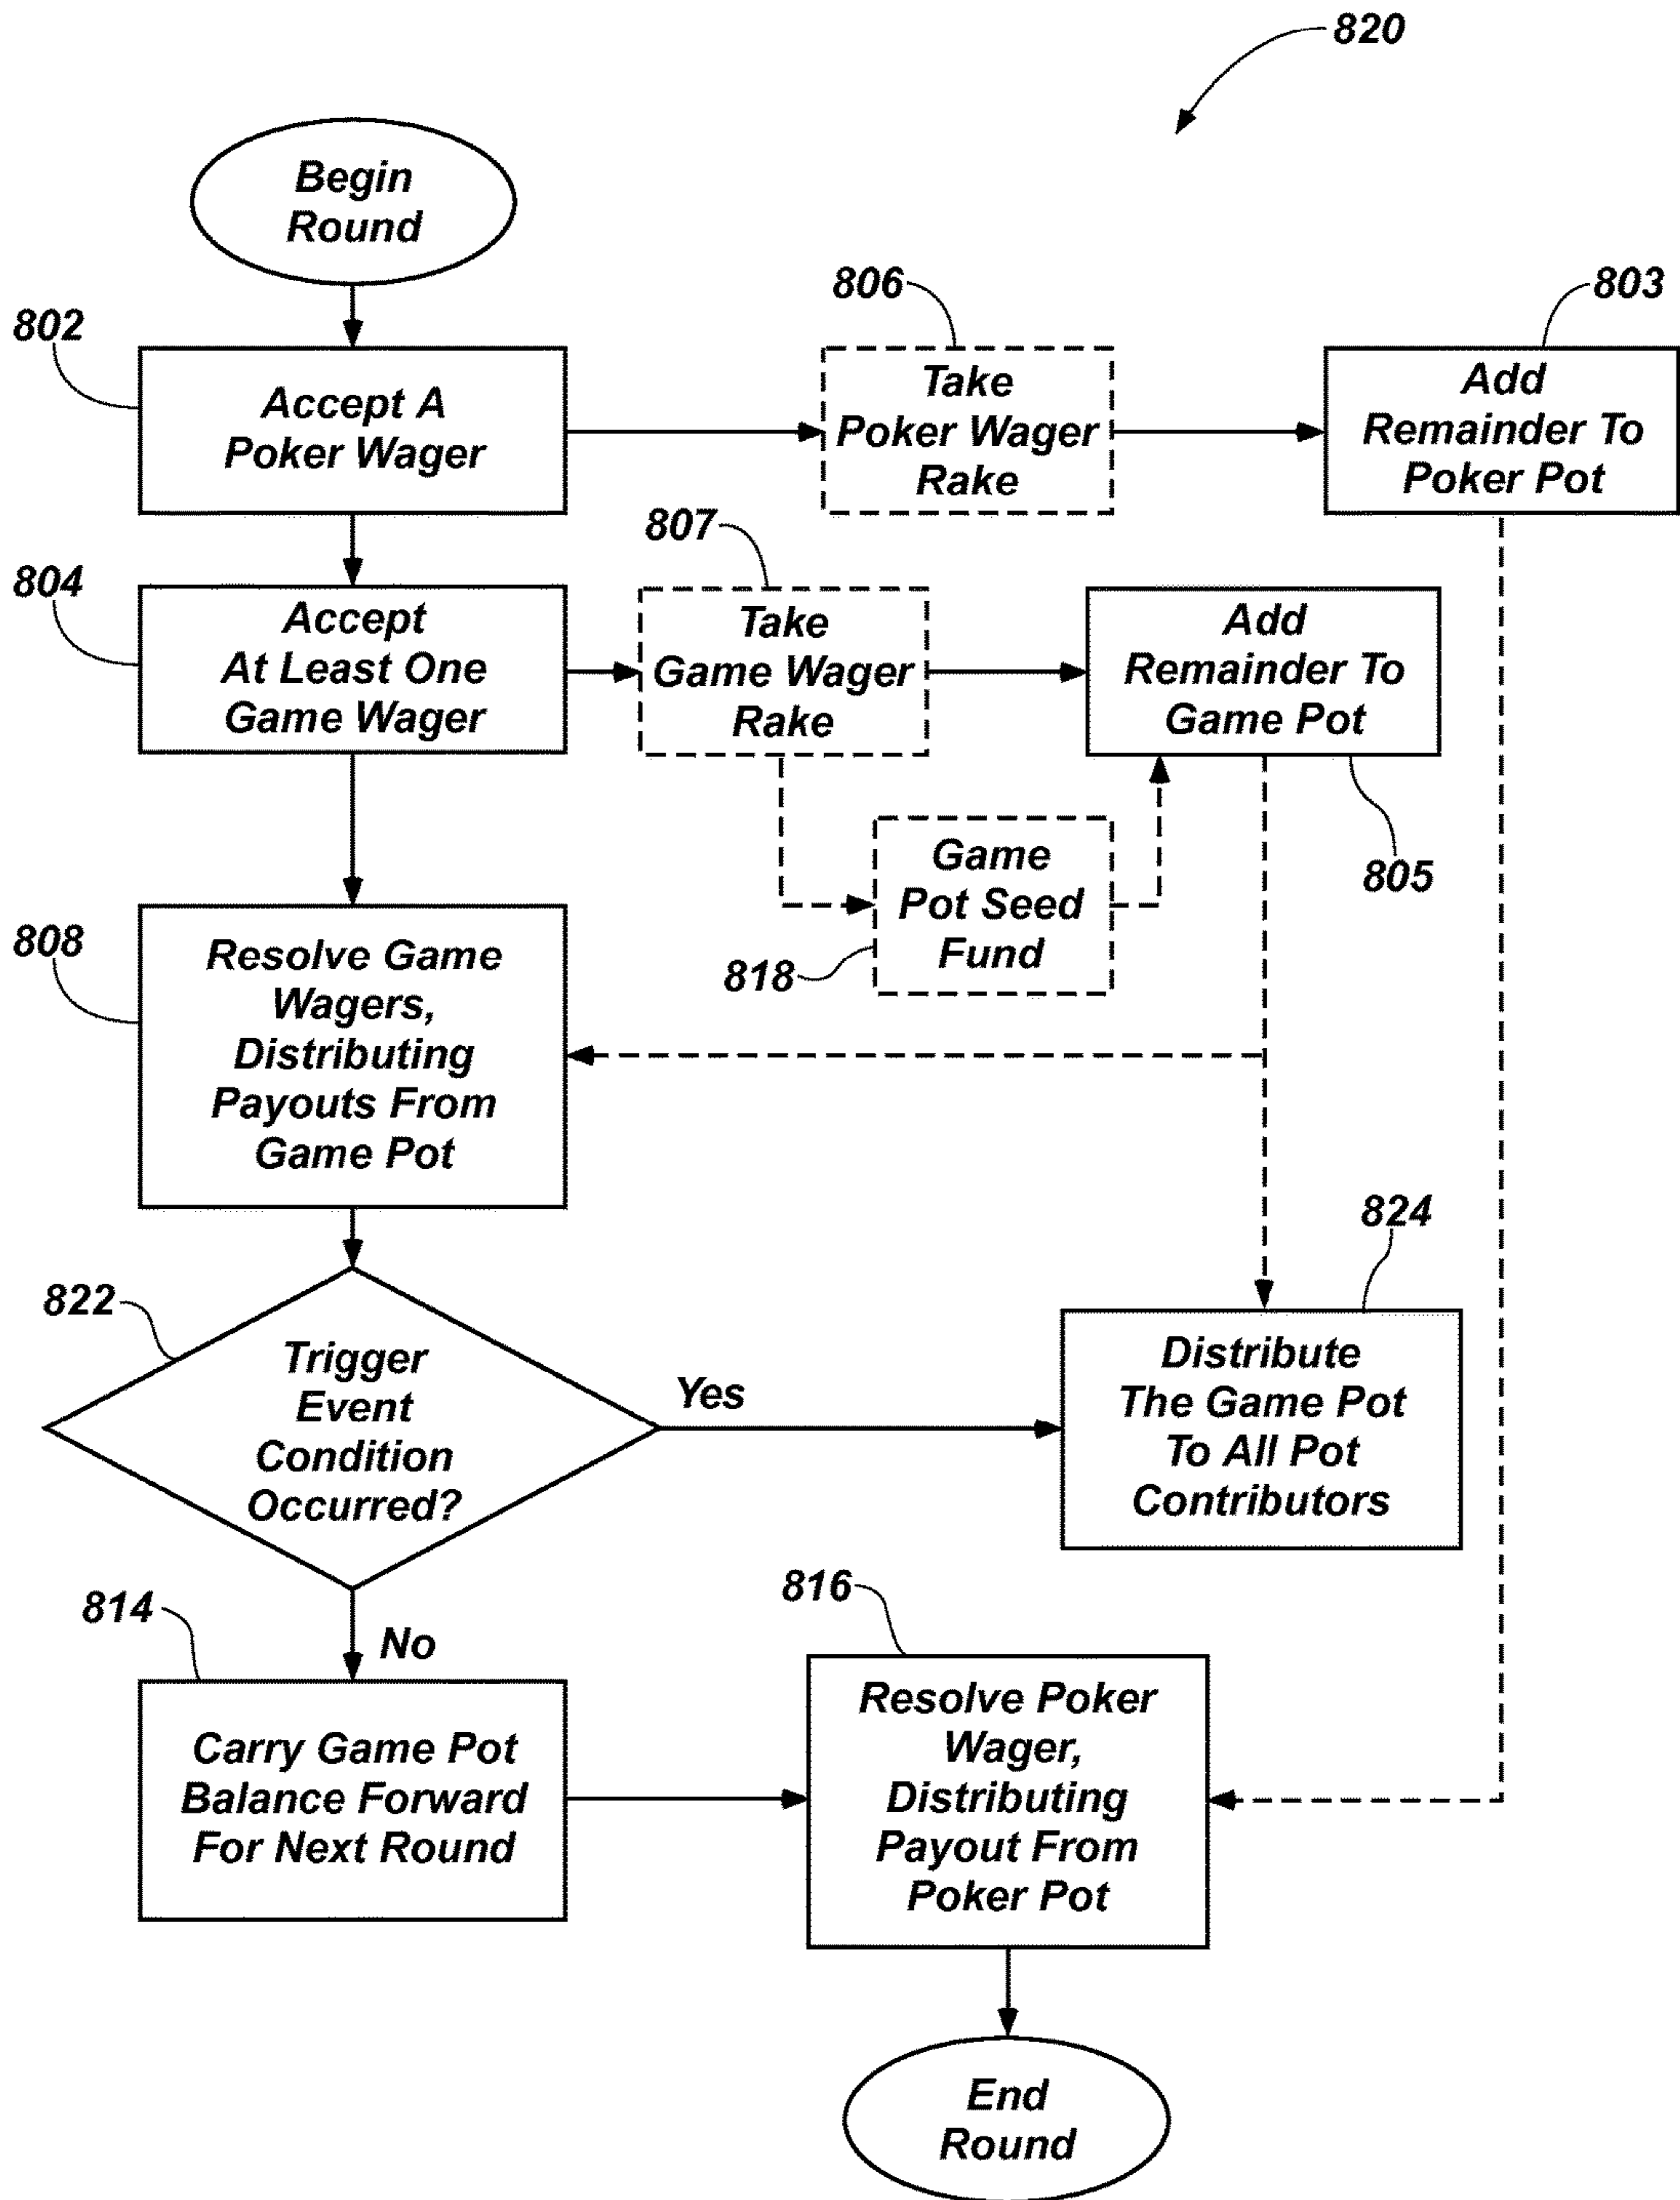 820
Begin
Round
802
Accept A
Poker Wager
806
Take
Poker Wager
Rake
803
Add
Remainder To
Poker Pot
804
Accept
At Least One
Game Wager
807
Take
Game Wager
Rake
Add
Remainder To
Game Pot
805
Game
Pot Seed
Fund
818
808
Resolve Game
Wagers,
Distributing
Payouts From
Game Pot
822
Trigger
Event
Condition
Occurred?
Yes
824
Distribute
The Game Pot
To All Pot
Contributors
No
814
Carry Game Pot
Balance Forward
For Next Round
816
Resolve Poker
Wager,
Distributing
Payout From
Poker Pot
End
Round